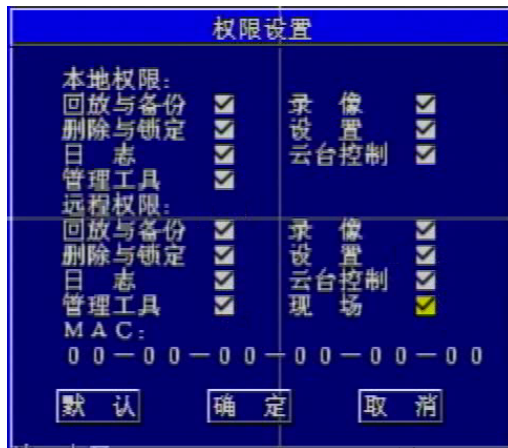 权限设置
本地权限:
回放与备份 录 像
删除与锁定 设 置
日 志 云台控制
管理工具
远程权限:
回放与备份 录 像
删除与锁定 设 置
日 志 云台控制
管理工具 现 场
MAC:
00-00-00-00-00-00
默 认 确 定 取 消